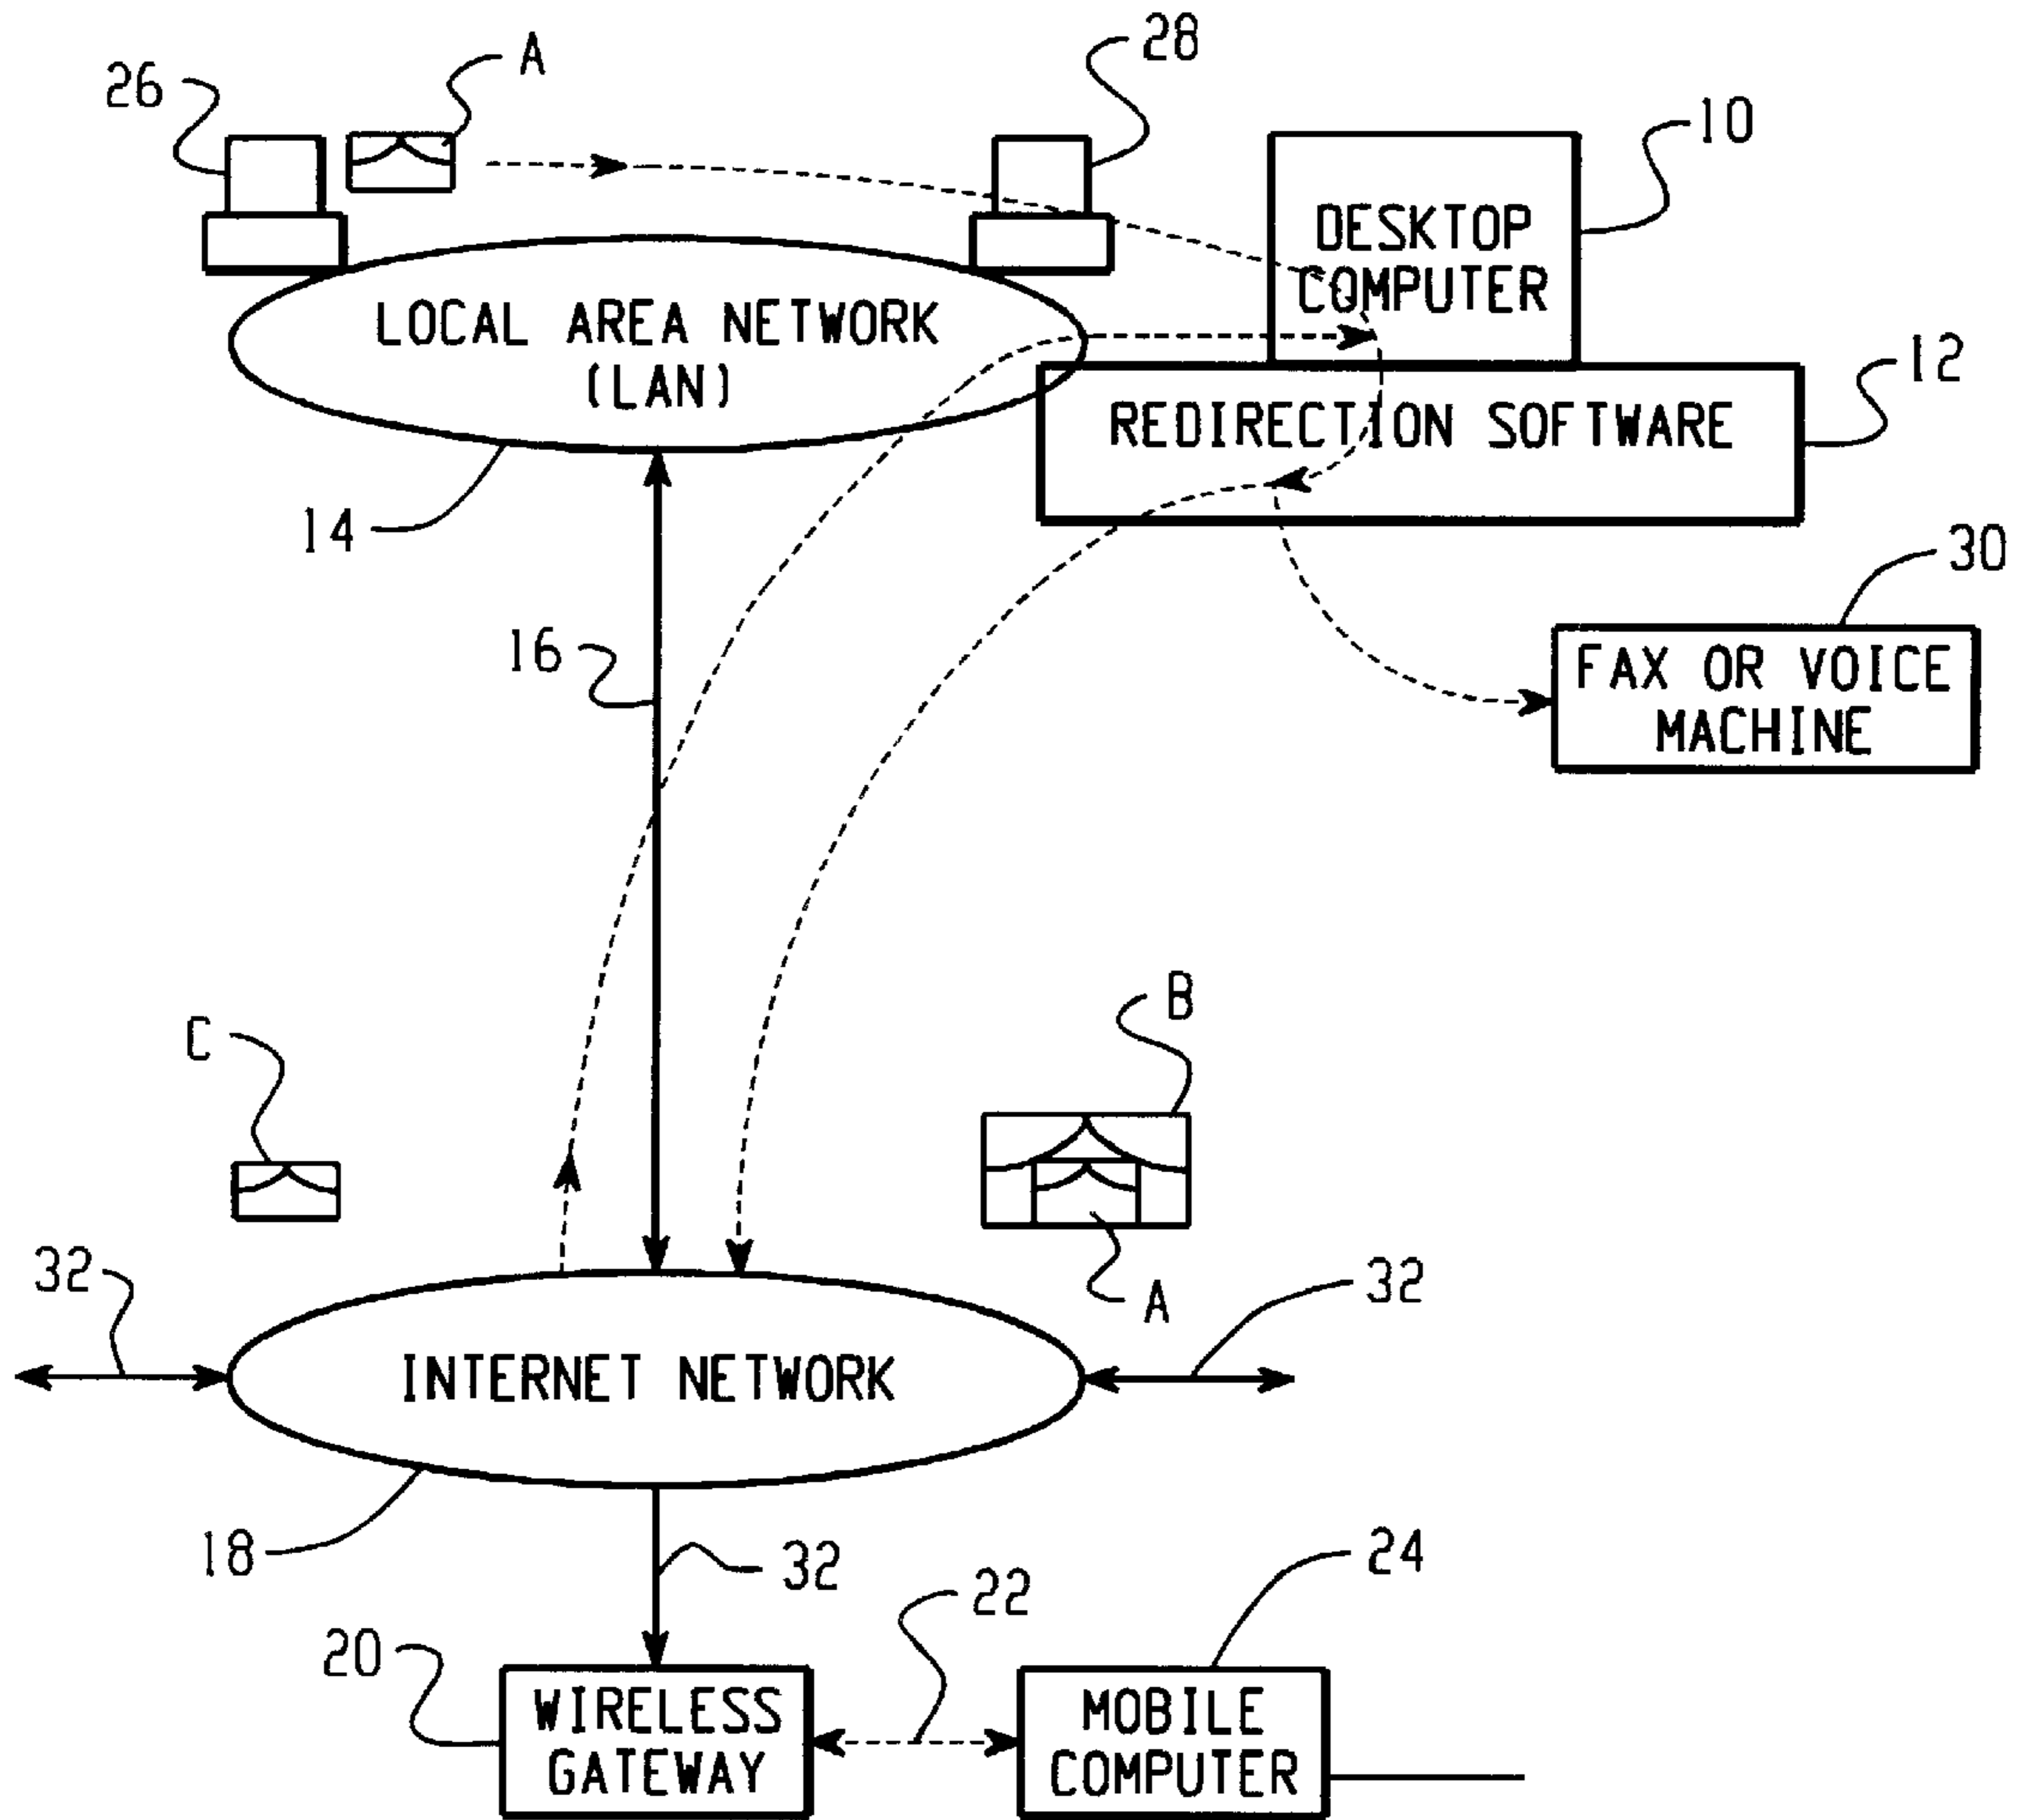 A
28
26
10
DESKTOP
COMPUTER
LOCAL AREA NETWORK
(LAN)
12
REDIRECTION SOFTWARE
14
30
16
FAX OR VOICE
MACHINE
B
C
32
A
32
INTERNET NETWORK
18
32
24
22
20
WIRELESS
GATEWAY
MOBILE
COMPUTER